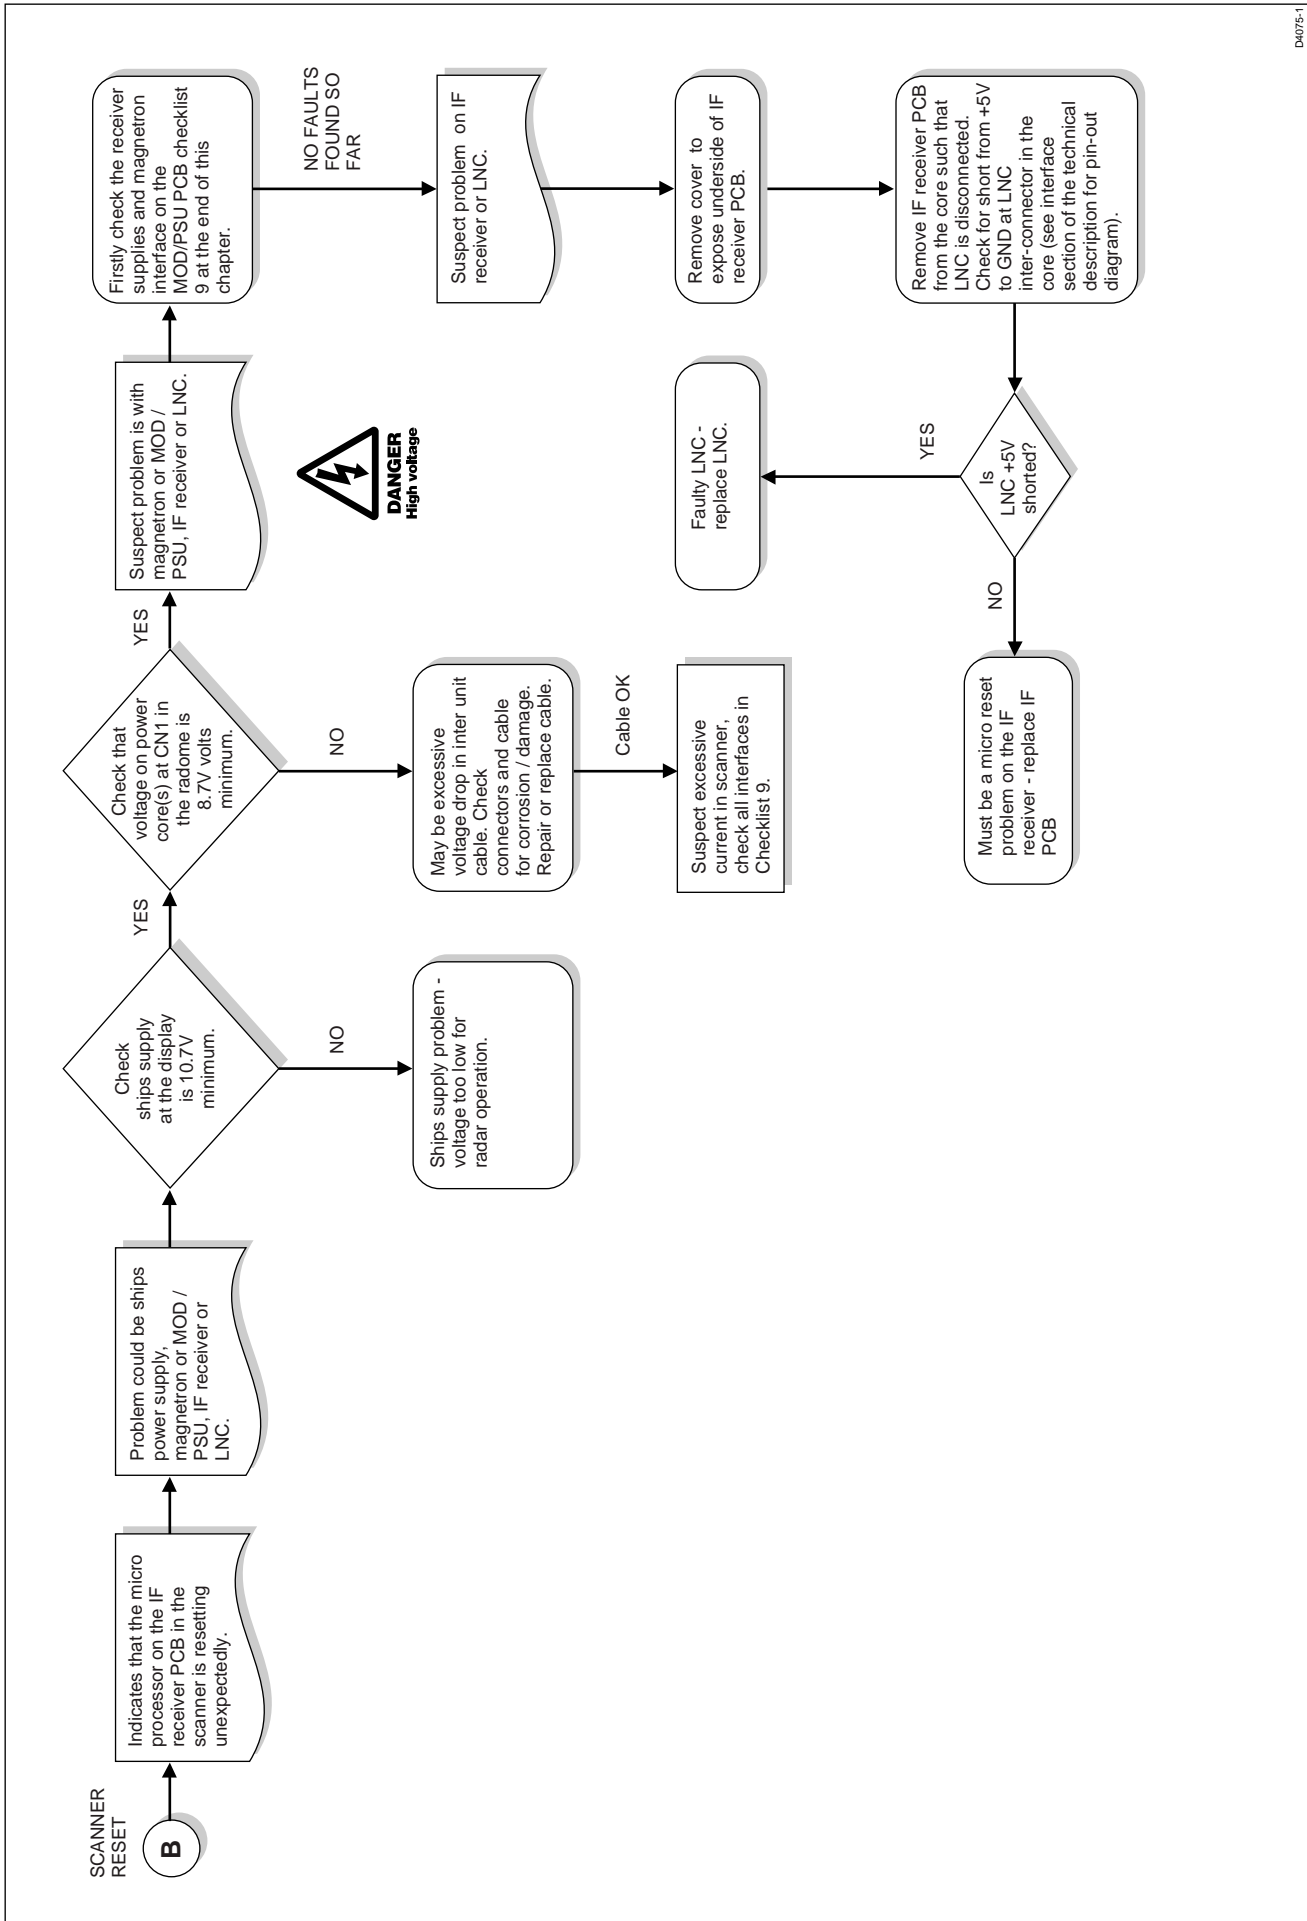 SCANNER
RESET
B
Indicates that the micro
processor on the IF
receiver PCB in the
scanner is resetting
unexpectedly.
Problem could be ships
power supply,
magnetron or MOD /
PSU, IF receiver or
LNC.
Check
ships supply
at the display
is 10.7V
minimum.
NO
Ships supply problem -
voltage too low for
radar operation.
YES
Check that
voltage on power
core(s) at CN1 in
the radome is
8.7V volts
minimum.
NO
May be excessive
voltage drop in inter unit
cable. Check
connectors and cable
for corrosion / damage.
Repair or replace cable.
Cable OK
Suspect excessive
current in scanner,
check all interfaces in
Checklist 9.
YES
Suspect problem is with
magnetron or MOD /
PSU, IF receiver or LNC.
DANGER
High voltage
Firstly check the receiver
supplies and magnetron
interface on the
MOD/PSU PCB checklist
9 at the end of this
chapter.
NO FAULTS
FOUND SO
FAR
Suspect problem on IF
receiver or LNC.
Remove cover to
expose underside of IF
receiver PCB.
Remove IF receiver PCB
from the core such that
LNC is disconnected.
Check for short from +5V
to GND at LNC
inter-connector in the
core (see interface
section of the technical
description for pin-out
diagram).
Is
LNC +5V
shorted?
YES
Faulty LNC -
replace LNC.
NO
Must be a micro reset
problem on the IF
receiver - replace IF
PCB
D4075-1